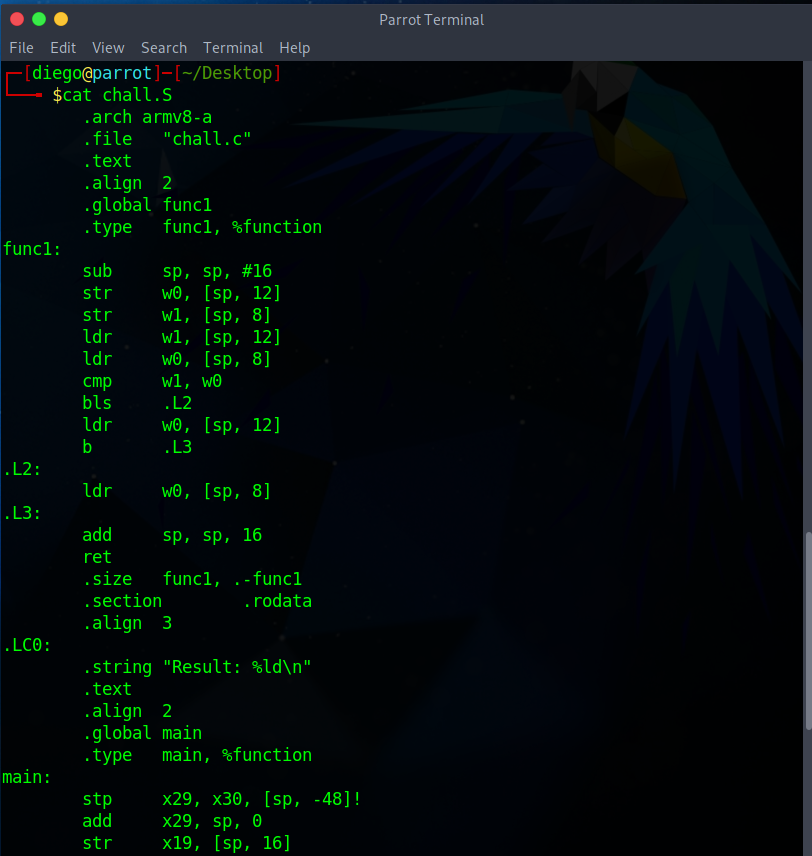 Parrot Terminal
File Edit View Search Terminal Help
┌─[diego@parrot]─[~/Desktop]
└──╼ $cat chall.S
        .arch armv8-a
        .file   "chall.c"
        .text
        .align  2
        .global func1
        .type   func1, %function
func1:
        sub     sp, sp, #16
        str     w0, [sp, 12]
        str     w1, [sp, 8]
        ldr     w1, [sp, 12]
        ldr     w0, [sp, 8]
        cmp     w1, w0
        bls     .L2
        ldr     w0, [sp, 12]
        b       .L3
.L2:
        ldr     w0, [sp, 8]
.L3:
        add     sp, sp, 16
        ret
        .size   func1, .-func1
        .section        .rodata
        .align  3
.LC0:
        .string "Result: %ld\n"
        .text
        .align  2
        .global main
        .type   main, %function
main:
        stp     x29, x30, [sp, -48]!
        add     x29, sp, 0
        str     x19, [sp, 16]